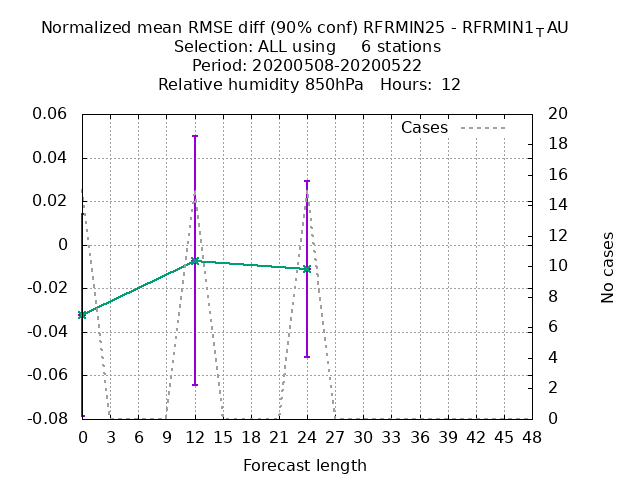 Normalized mean RMSE diff (90% conf) RFRMIN25 - RFRMIN1TAU
Selection: ALL using 6 stations
Period: 20200508-20200522
Relative humidity 850hPa Hours: 12
Cases
0.06
0.04
0.02
0
-0.02
-0.04
-0.06
-0.08
20
18
16
14
12
10
8
6
4
2
0
No cases
0 3 6 9 12 15 18 21 24 27 30 33 36 39 42 45 48
Forecast length